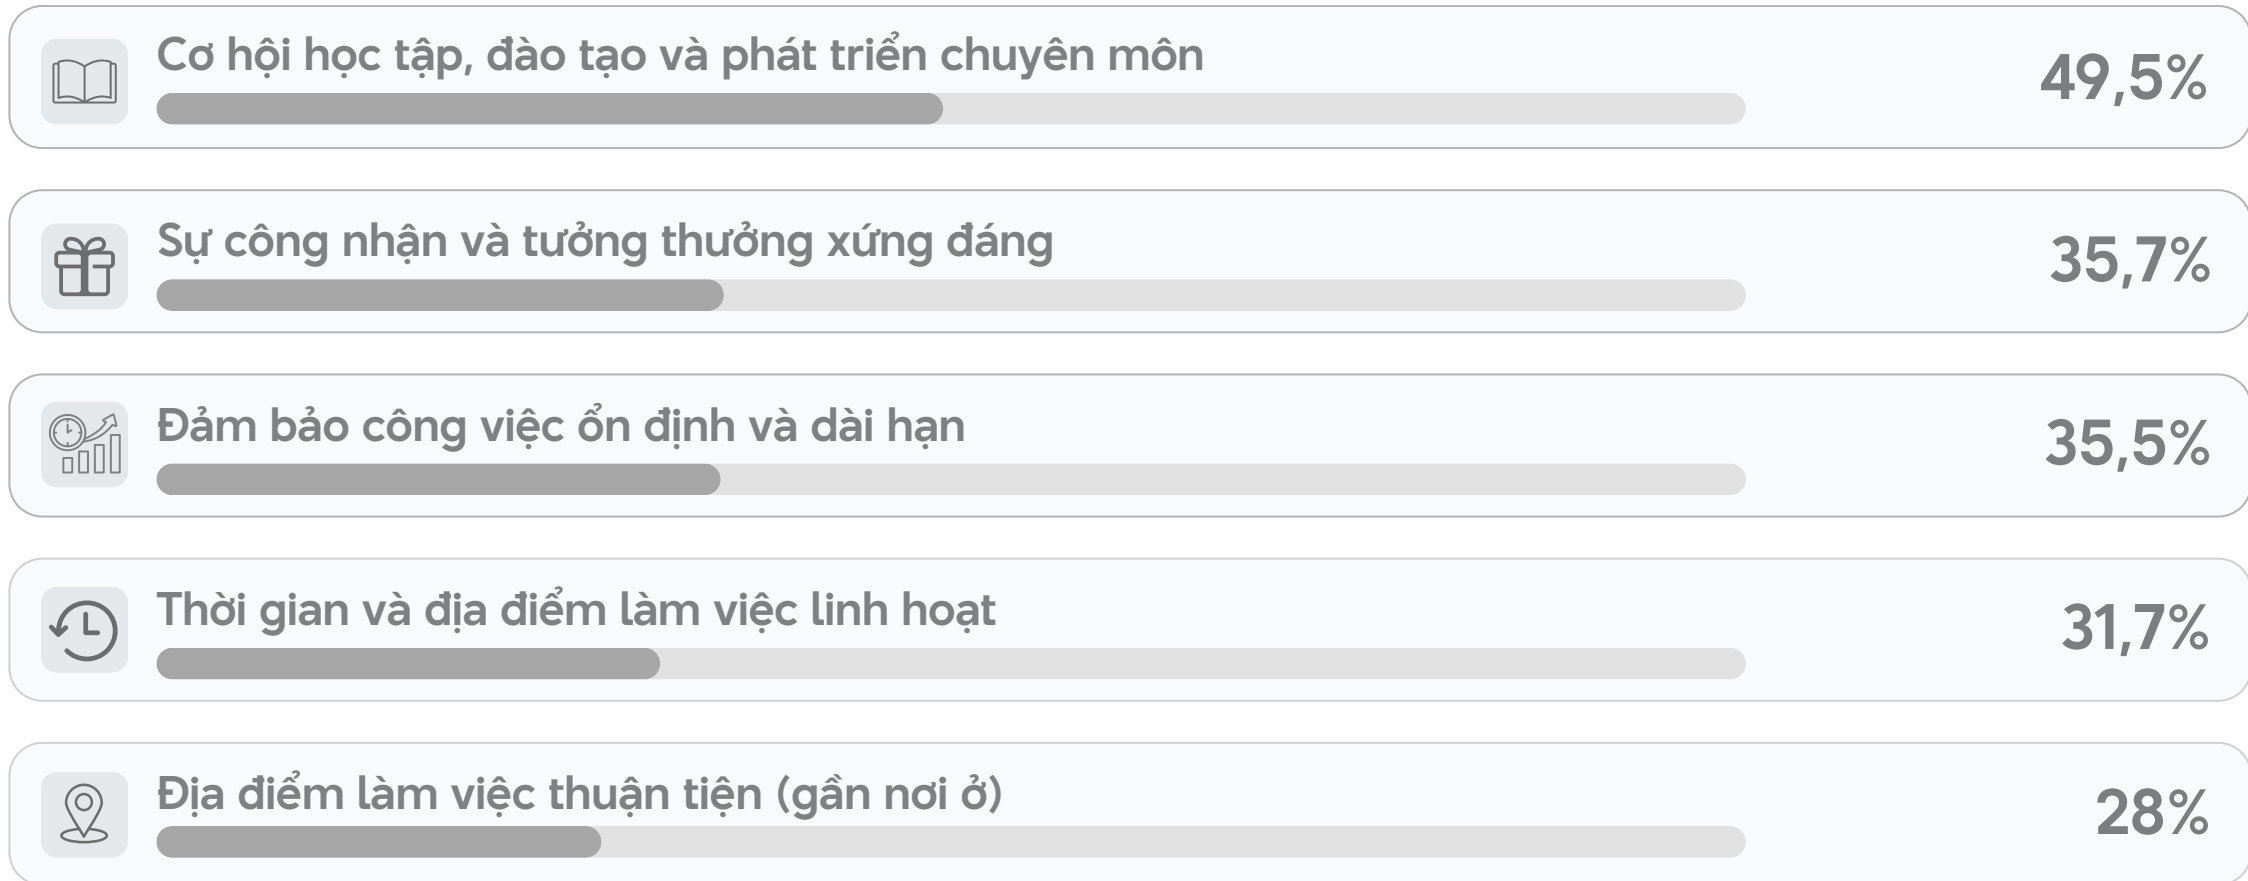 Cơ hội học tập, đào tạo và phát triển chuyên môn
49,5%
Sự công nhận và tưởng thưởng xứng đáng
35,7%
Đảm bảo công việc ổn định và dài hạn
35,5%
Thời gian và địa điểm làm việc linh hoạt
31,7%
Địa điểm làm việc thuận tiện (gần nơi ở)
28%